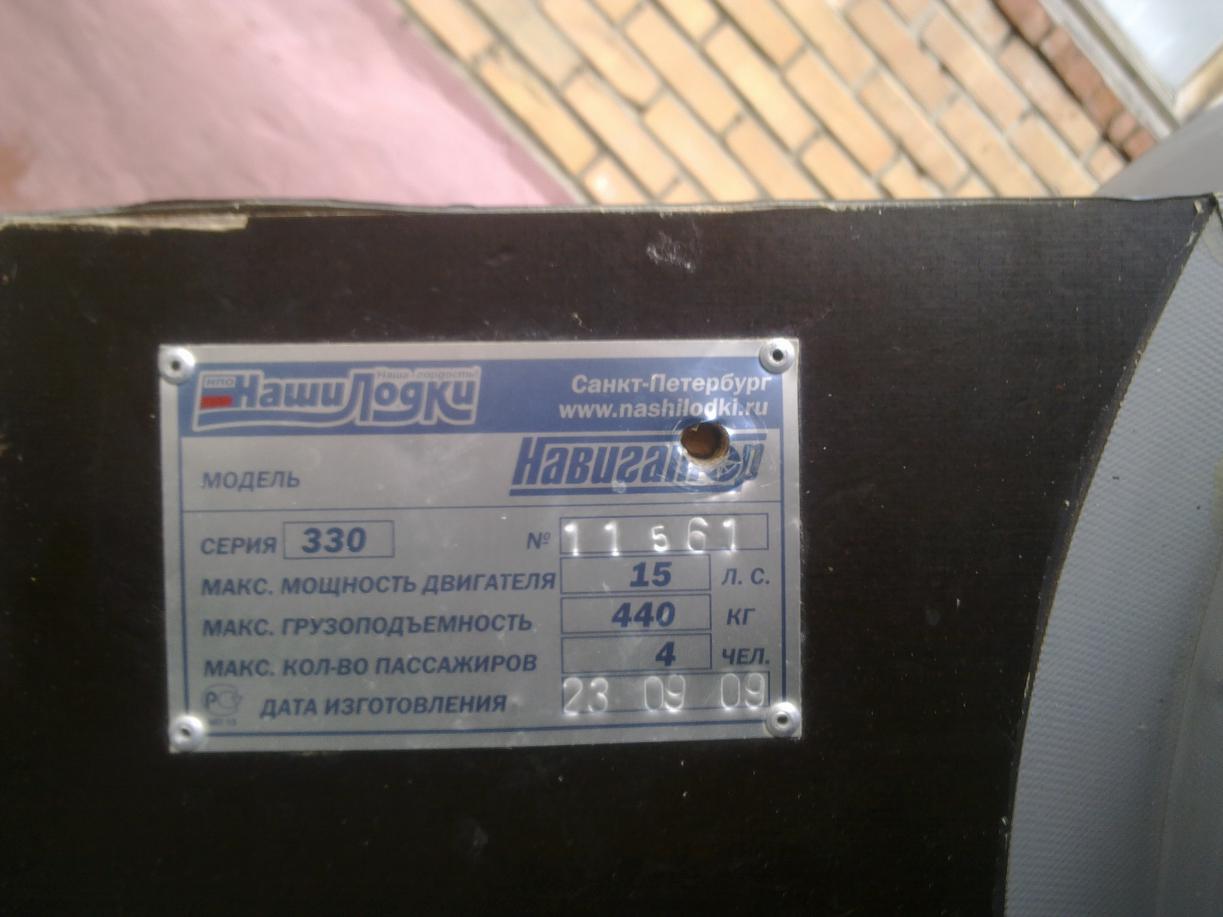 НПО НашиЛодки
Наша гордость!
Санкт-Петербург
www.nashilodki.ru
МОДЕЛЬ Навигатор
СЕРИЯ 330 № 11561
МАКС. МОЩНОСТЬ ДВИГАТЕЛЯ 15 Л. С.
МАКС. ГРУЗОПОДЪЕМНОСТЬ 440 КГ
МАКС. КОЛ-ВО ПАССАЖИРОВ 4 ЧЕЛ.
ДАТА ИЗГОТОВЛЕНИЯ 23 09 09